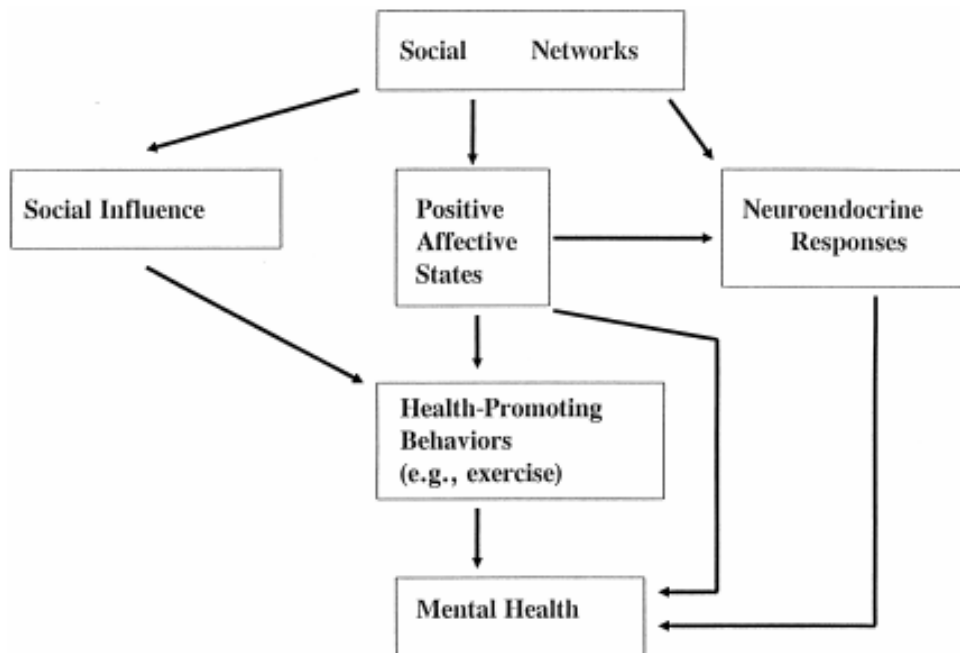 Social Networks
Social Influence
Positive
Affective
States
Neuroendocrine
Responses
Health-Promoting
Behaviors
(e.g., exercise)
Mental Health